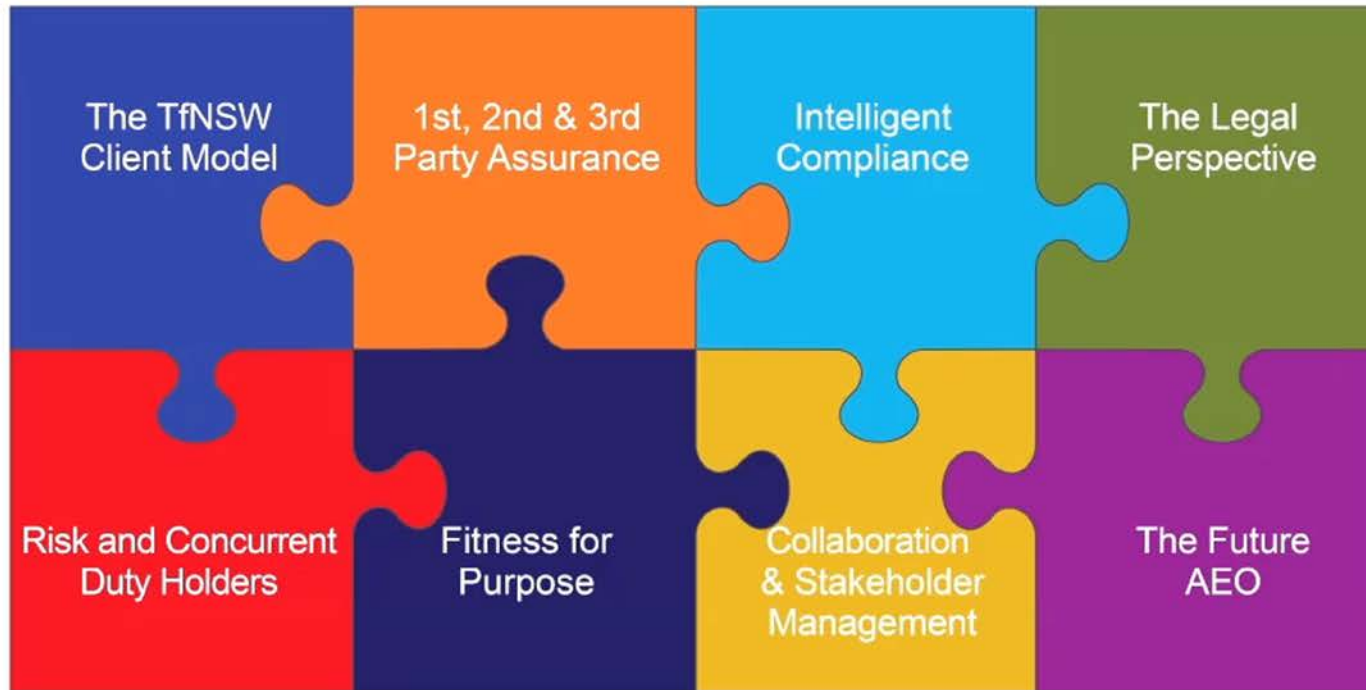 The TfNSW
Client Model
1st, 2nd & 3rd
Party Assurance
Intelligent
Compliance
The Legal
Perspective
Risk and Concurrent
Duty Holders
Fitness for
Purpose
Collaboration
& Stakeholder
Management
The Future
AEO